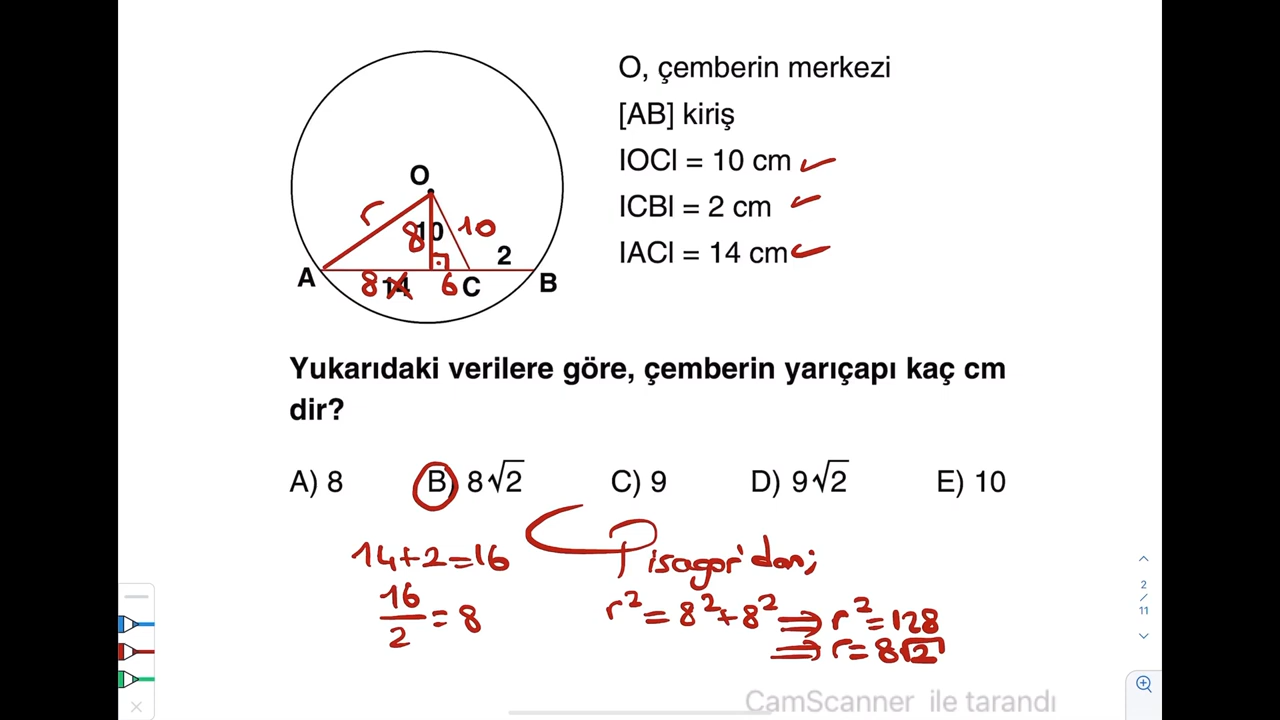 O, çemberin merkezi
[AB] kiriş
IOCI = 10 cm
ICBI = 2 cm
IACI = 14 cm
O
r
8 10 10
2
A 8 14 6 C B
Yukarıdaki verilere göre, çemberin yarıçapı kaç cm
dir?
A) 8 B) 8√2 C) 9 D) 9√2 E) 10
14+2=16
16/2 = 8
Pisagor'dan;
r² = 8² + 8² ⇒ r² = 128
⇒ r = 8√2
2
/
11
CamScanner ile tarandı